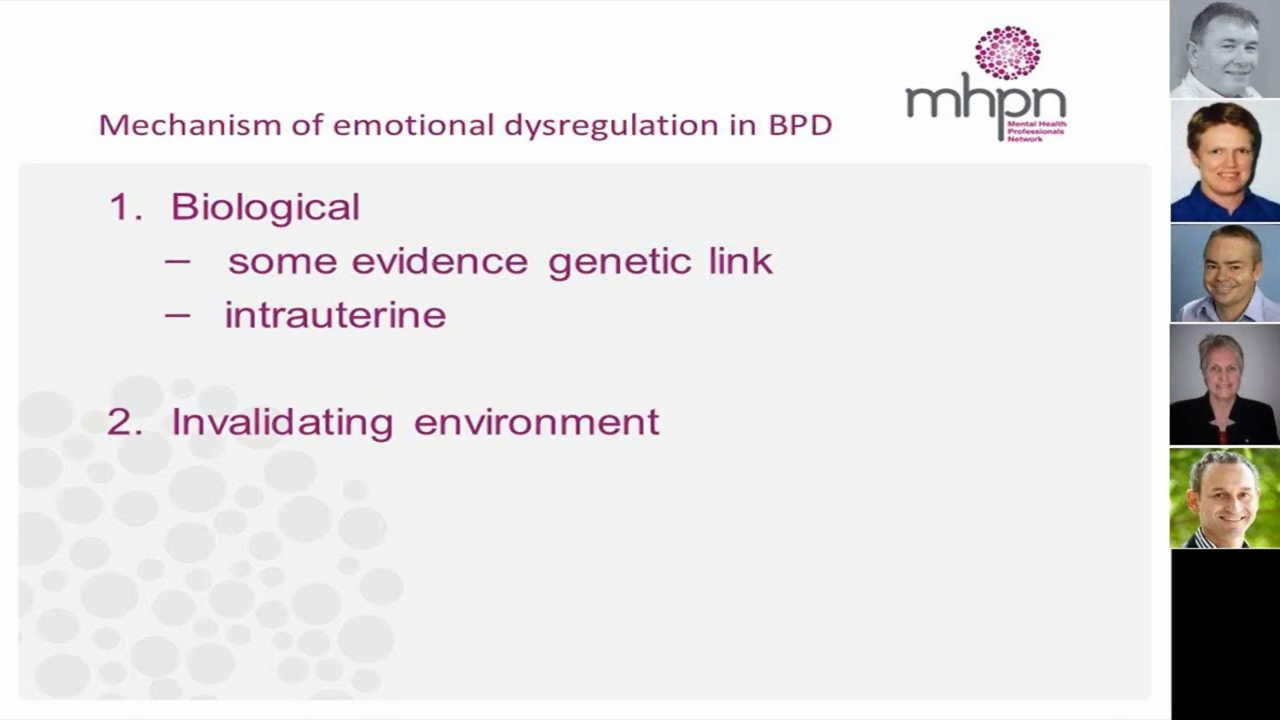 mhpn
Mental Health
Professionals
Network
Mechanism of emotional dysregulation in BPD
1. Biological
– some evidence genetic link
– intrauterine
2. Invalidating environment